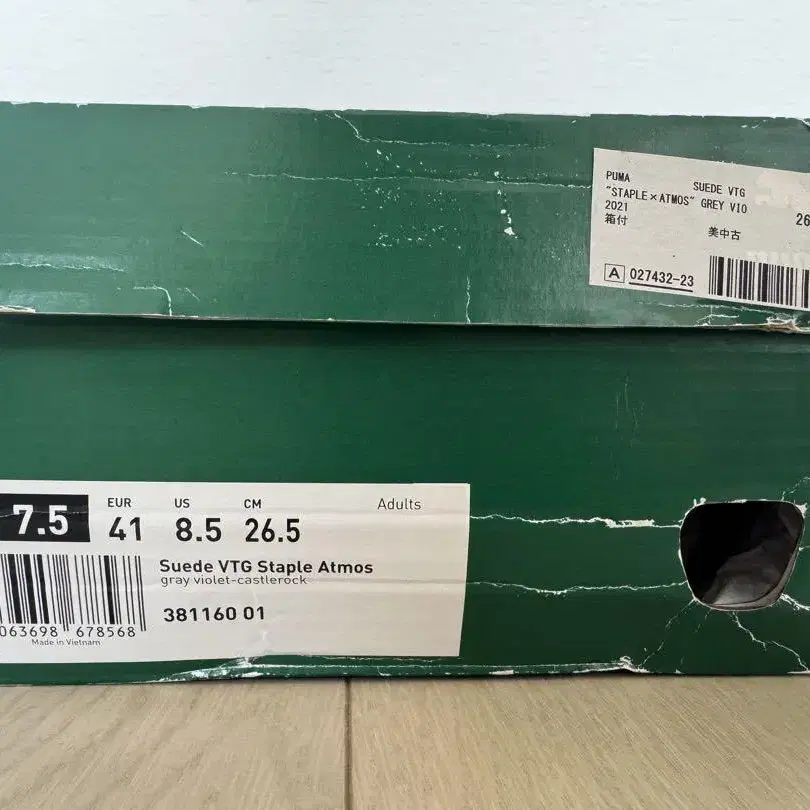 PUMA SUEDE VTG
"STAPLE×ATMOS" GREY VIO
2021 26
箱付 美中古
A 027432-23
7.5
EUR US CM Adults
41 8.5 26.5
Suede VTG Staple Atmos
gray violet-castlerock
381160 01
063698 678568
Made in Vietnam